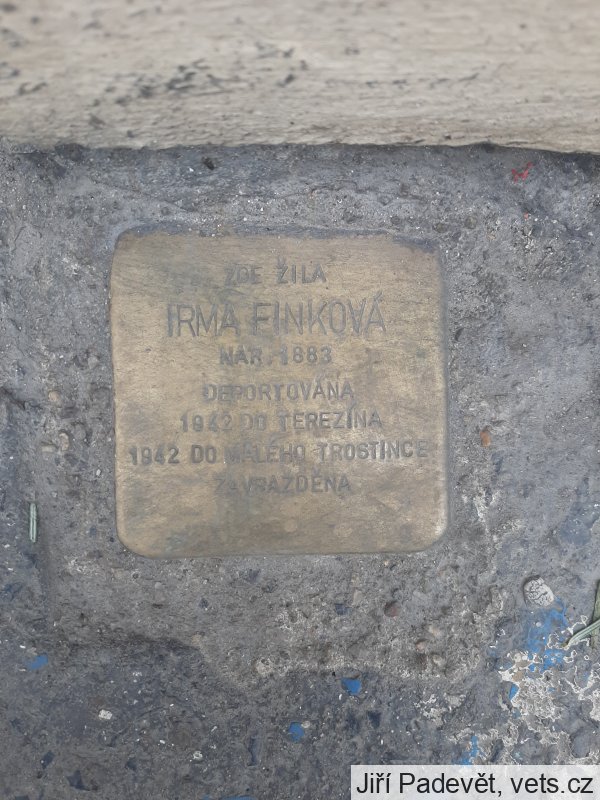 ZDE ŽILA
IRMA FINKOVÁ
NAR. 1883
DEPORTOVÁNA
1942 DO TEREZÍNA
1942 DO MALÉHO TROSTINCE
ZAVRAŽDĚNA
Jiří Padevět, vets.cz